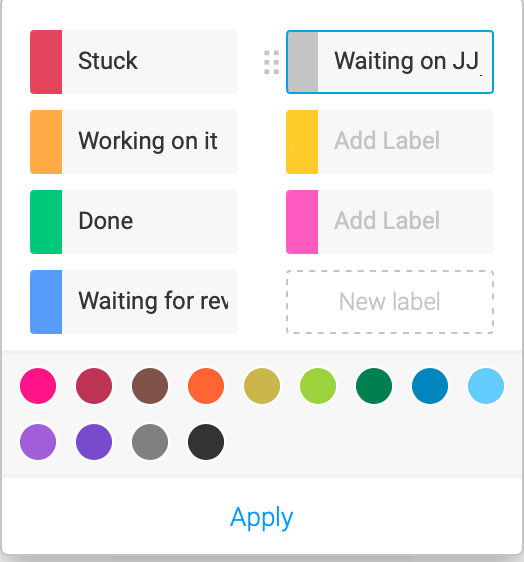 Stuck
Waiting on JJ
Working on it
Add Label
Done
Add Label
Waiting for rev
New label
Apply